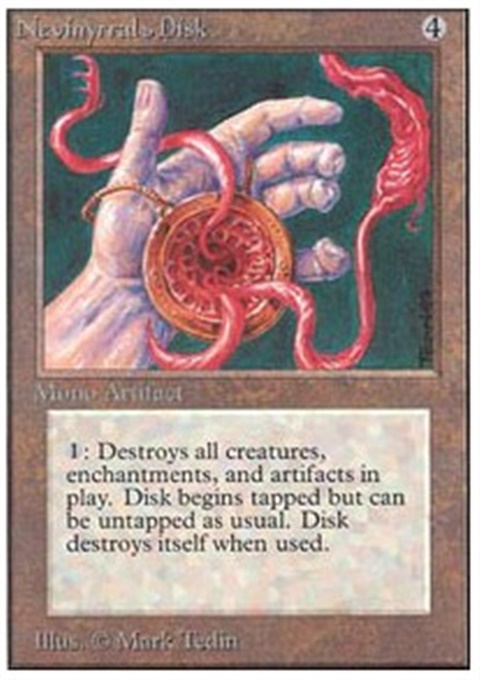 Nevinyrral's Disk 4
Mono Artifact
1: Destroys all creatures,
enchantments, and artifacts in
play. Disk begins tapped but can
be untapped as usual. Disk
destroys itself when used.
Illus. © Mark Tedin